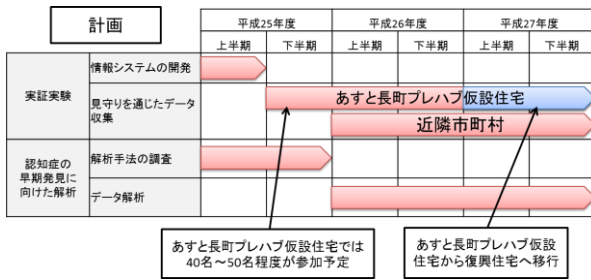 計画
平成25年度 平成26年度 平成27年度
上半期 下半期 上半期 下半期 上半期 下半期
実証実験
情報システムの開発
見守りを通じたデータ
収集
あすと長町プレハブ仮設住宅
近隣市町村
認知症の
早期発見に
向けた解析
解析手法の調査
データ解析
あすと長町プレハブ仮設住宅では
40名~50名程度が参加予定
あすと長町プレハブ仮設
住宅から復興住宅へ移行